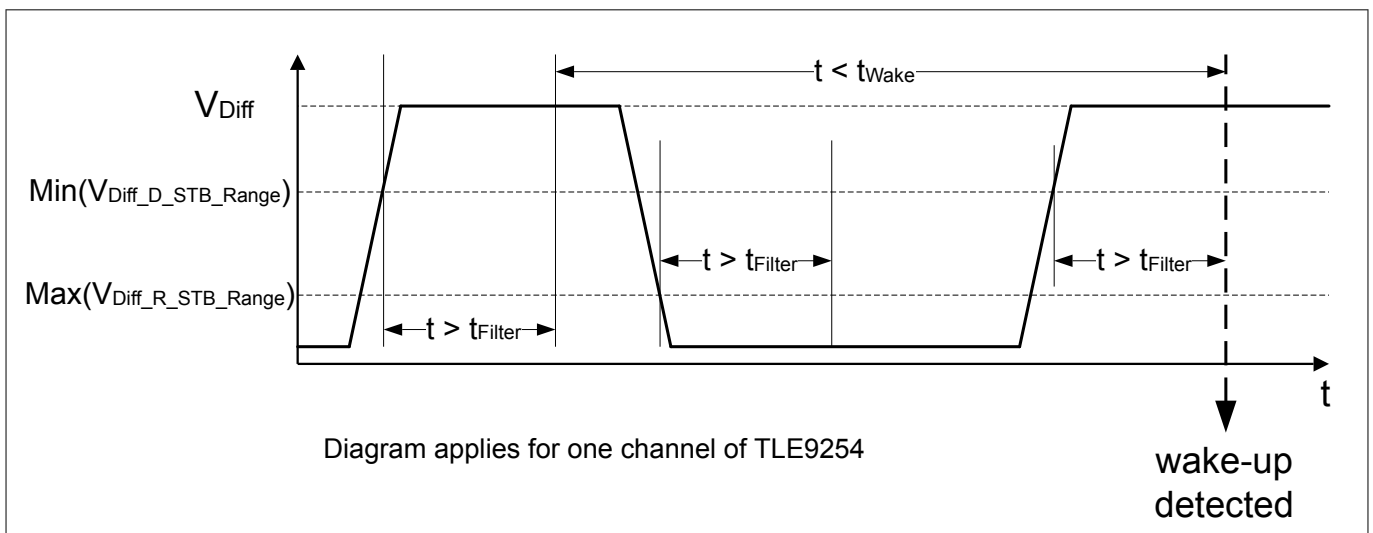 t < tWake
VDiff
Min(VDiff_D_STB_Range)
t > tFilter
t > tFilter
Max(VDiff_R_STB_Range)
t > tFilter
t
Diagram applies for one channel of TLE9254
wake-up
detected